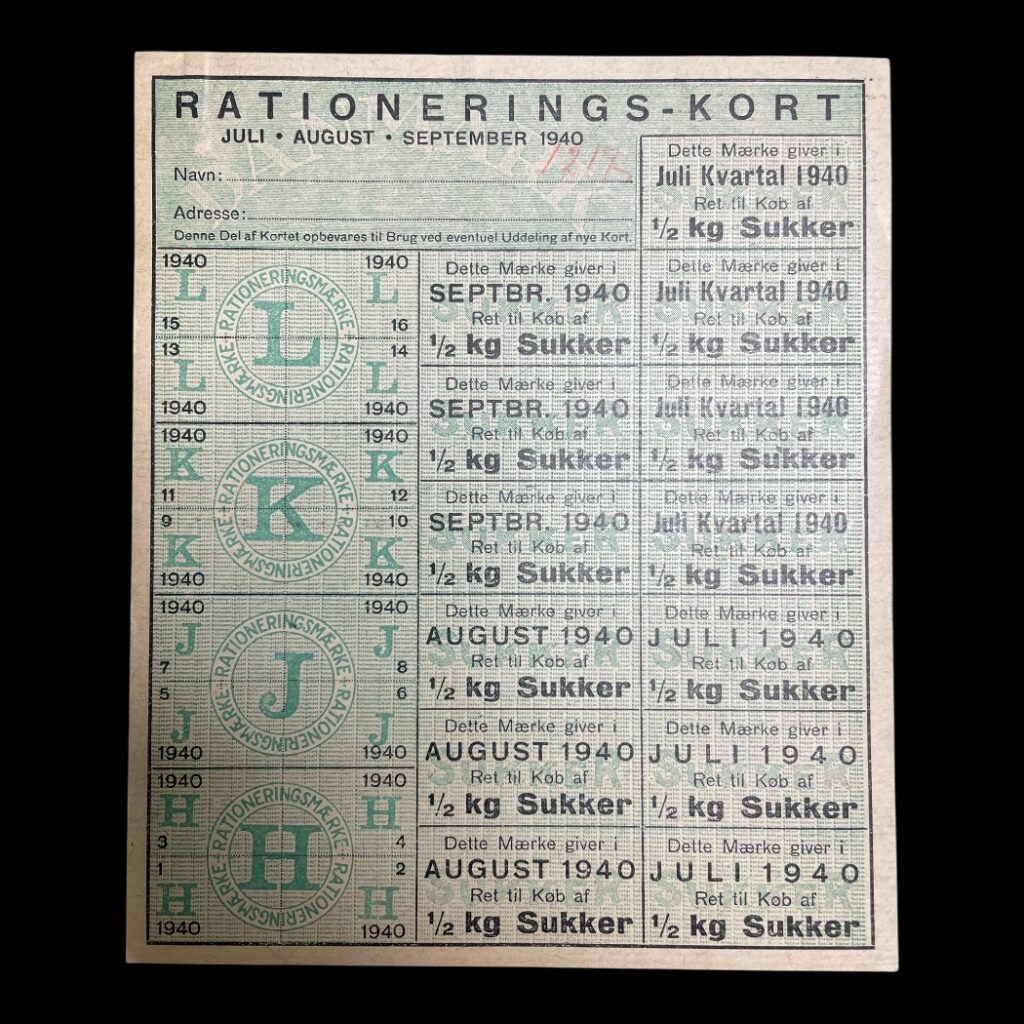 RATIONERINGS-KORT
JULI • AUGUST • SEPTEMBER 1940
Navn:
Adresse:
Denne Del af Kortet opbevares til Brug ved eventuel Uddeling af nye Kort.
Dette Mærke giver i
Juli Kvartal 1940
Ret til Køb af
½ kg Sukker
1940 1940
L L
RATIONERINGSMÆRKE RATIONERINGSMÆRKE
L
15 16
13 14
L L
1940 1940
1940 1940
K K
RATIONERINGSMÆRKE RATIONERINGSMÆRKE
K
11 12
9 10
K K
1940 1940
1940 1940
J J
RATIONERINGSMÆRKE RATIONERINGSMÆRKE
J
7 8
5 6
J J
1940 1940
1940 1940
H H
RATIONERINGSMÆRKE RATIONERINGSMÆRKE
H
3 4
1 2
H H
1940 1940
Dette Mærke giver i
SEPTBR. 1940
Ret til Køb af
½ kg Sukker
Dette Mærke giver i
SEPTBR. 1940
Ret til Køb af
½ kg Sukker
Dette Mærke giver i
SEPTBR. 1940
Ret til Køb af
½ kg Sukker
Dette Mærke giver i
AUGUST 1940
Ret til Køb af
½ kg Sukker
Dette Mærke giver i
AUGUST 1940
Ret til Køb af
½ kg Sukker
Dette Mærke giver i
AUGUST 1940
Ret til Køb af
½ kg Sukker
Dette Mærke giver i
Juli Kvartal 1940
Ret til Køb af
½ kg Sukker
Dette Mærke giver i
Juli Kvartal 1940
Ret til Køb af
½ kg Sukker
Dette Mærke giver i
Juli Kvartal 1940
Ret til Køb af
½ kg Sukker
Dette Mærke giver i
JULI 1940
Ret til Køb af
½ kg Sukker
Dette Mærke giver i
JULI 1940
Ret til Køb af
½ kg Sukker
Dette Mærke giver i
JULI 1940
Ret til Køb af
½ kg Sukker